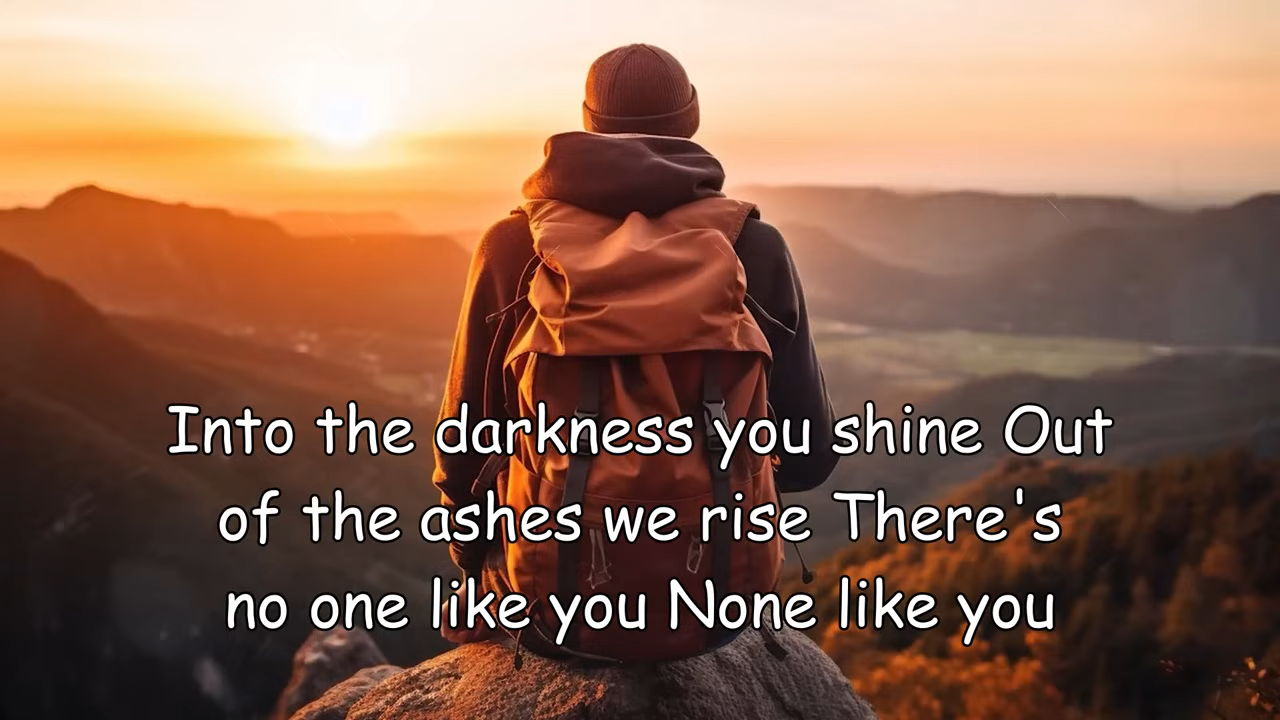 Into the darkness you shine Out
of the ashes we rise There's
no one like you None like you